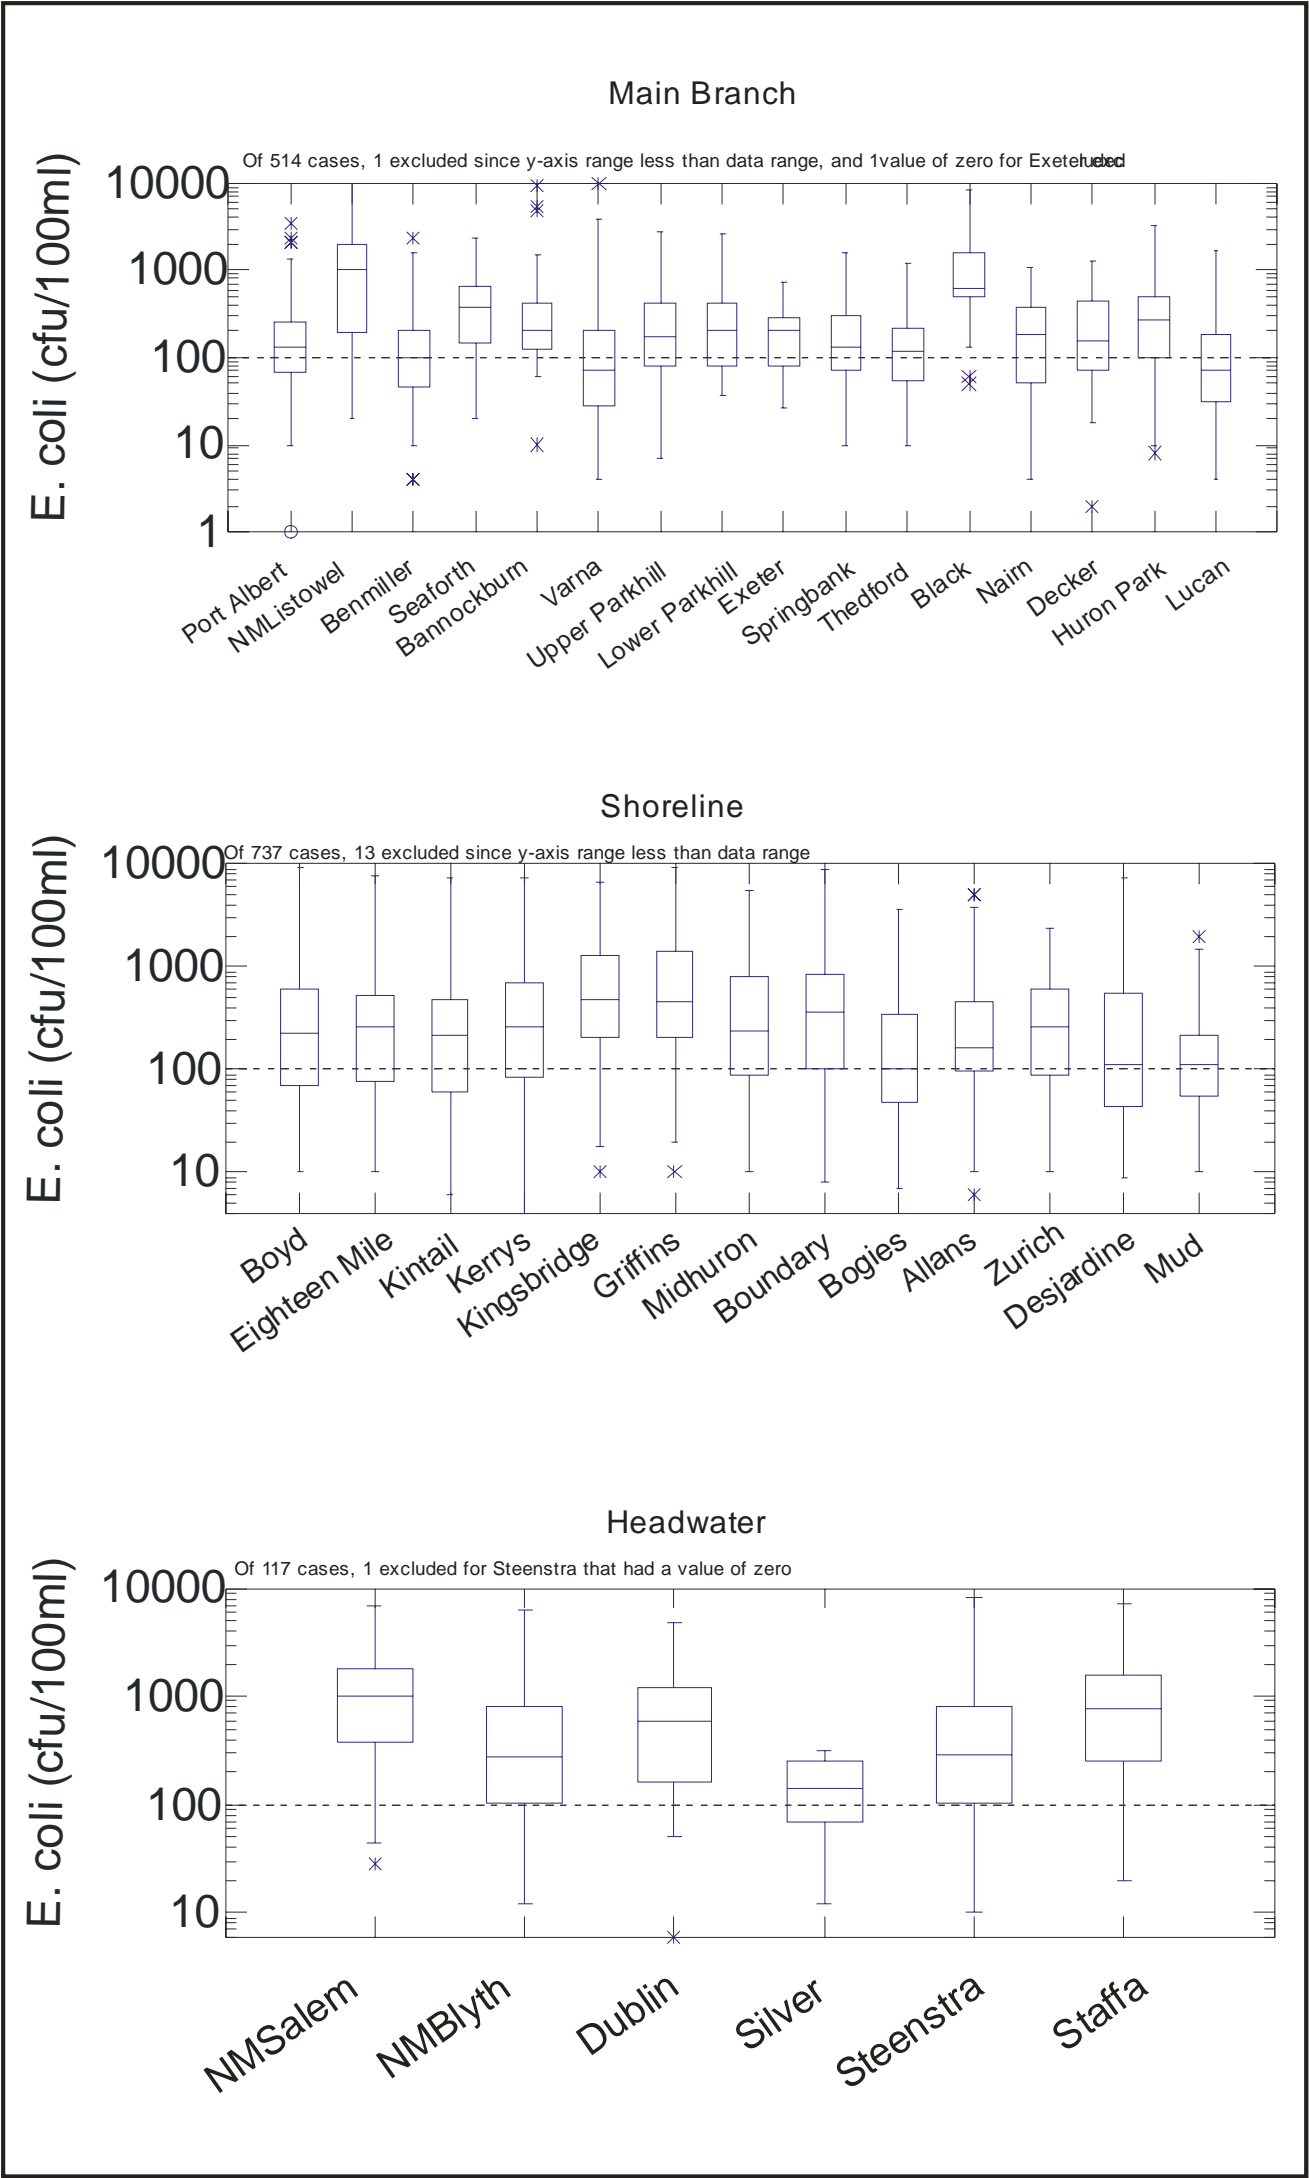 Main Branch
Of 514 cases, 1 excluded since y-axis range less than data range, and 1value of zero for Exeter
E. coli (cfu/100ml)
10000
1000
100
10
1
Port Albert
NMListowel
Benmiller
Seaforth
Bannockburn
Varna
Upper Parkhill
Lower Parkhill
Exeter
Springbank
Thedford
Black
Nairn
Decker
Huron Park
Lucan
Shoreline
Of 737 cases, 13 excluded since y-axis range less than data range
E. coli (cfu/100ml)
10000
1000
100
10
Boyd
Eighteen Mile
Kintail
Kerrys
Kingsbridge
Griffins
Midhuron
Boundary
Bogies
Allans
Zurich
Desjardine
Mud
Headwater
Of 117 cases, 1 excluded for Steenstra that had a value of zero
E. coli (cfu/100ml)
10000
1000
100
10
NMSalem
NMBlyth
Dublin
Silver
Steenstra
Staffa